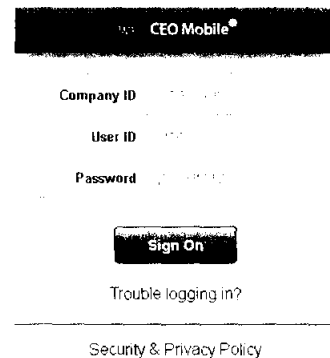 CEO Mobile®
Company ID
User ID
Password
Sign On
Trouble logging in?
Security & Privacy Policy